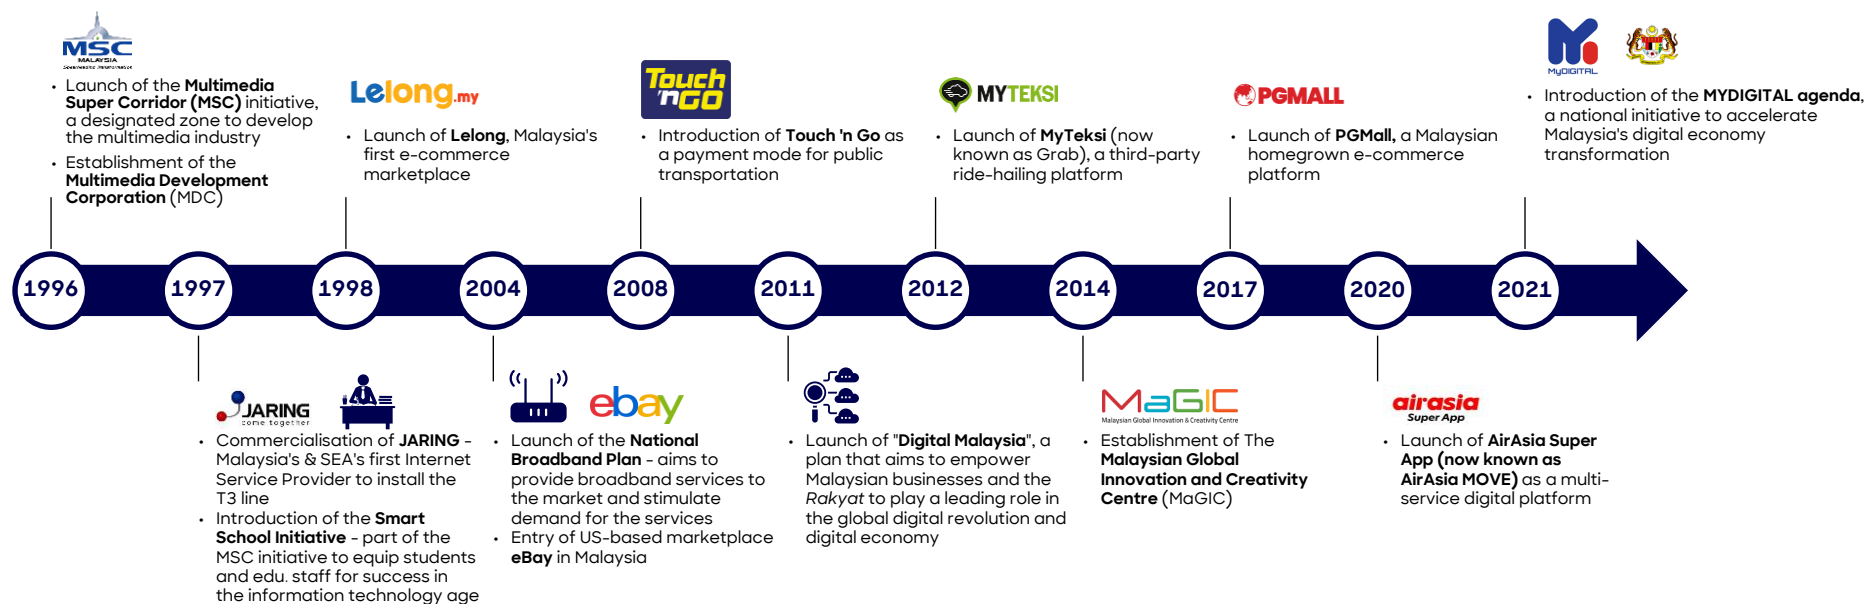 MSC
MALAYSIA
Launch of the Multimedia
Super Corridor (MSC) initiative,
a designated zone to develop
the multimedia industry
Establishment of the
Multimedia Development
Corporation (MDC)
Lelong.my
Launch of Lelong, Malaysia's
first e-commerce
marketplace
Touch
'nGO
Introduction of Touch 'n Go as
a payment mode for public
transportation
MYTEKSI
Launch of MyTeksi (now
known as Grab), a third-party
ride-hailing platform
PGMALL
Launch of PGMall, a Malaysian
homegrown e-commerce
platform
MyDIGITAL
Introduction of the MYDIGITAL agenda,
a national initiative to accelerate
Malaysia's digital economy
transformation
1996
1997
1998
2004
2008
2011
2012
2014
2017
2020
2021
JARING
come together
Commercialisation of JARING -
Malaysia's & SEA's first Internet
Service Provider to install the
T3 line
Introduction of the Smart
School Initiative - part of the
MSC initiative to equip students
and edu. staff for success in
the information technology age
ebay
Launch of the National
Broadband Plan - aims to
provide broadband services to
the market and stimulate
demand for the services
Entry of US-based marketplace
eBay in Malaysia
Launch of "Digital Malaysia", a
plan that aims to empower
Malaysian businesses and the
Rakyat to play a leading role in
the global digital revolution and
digital economy
MaGIC
Malaysian Global Innovation & Creativity Centre
Establishment of The
Malaysian Global
Innovation and Creativity
Centre (MaGIC)
airasia
Super App
Launch of AirAsia Super
App (now known as
AirAsia MOVE) as a multi-
service digital platform